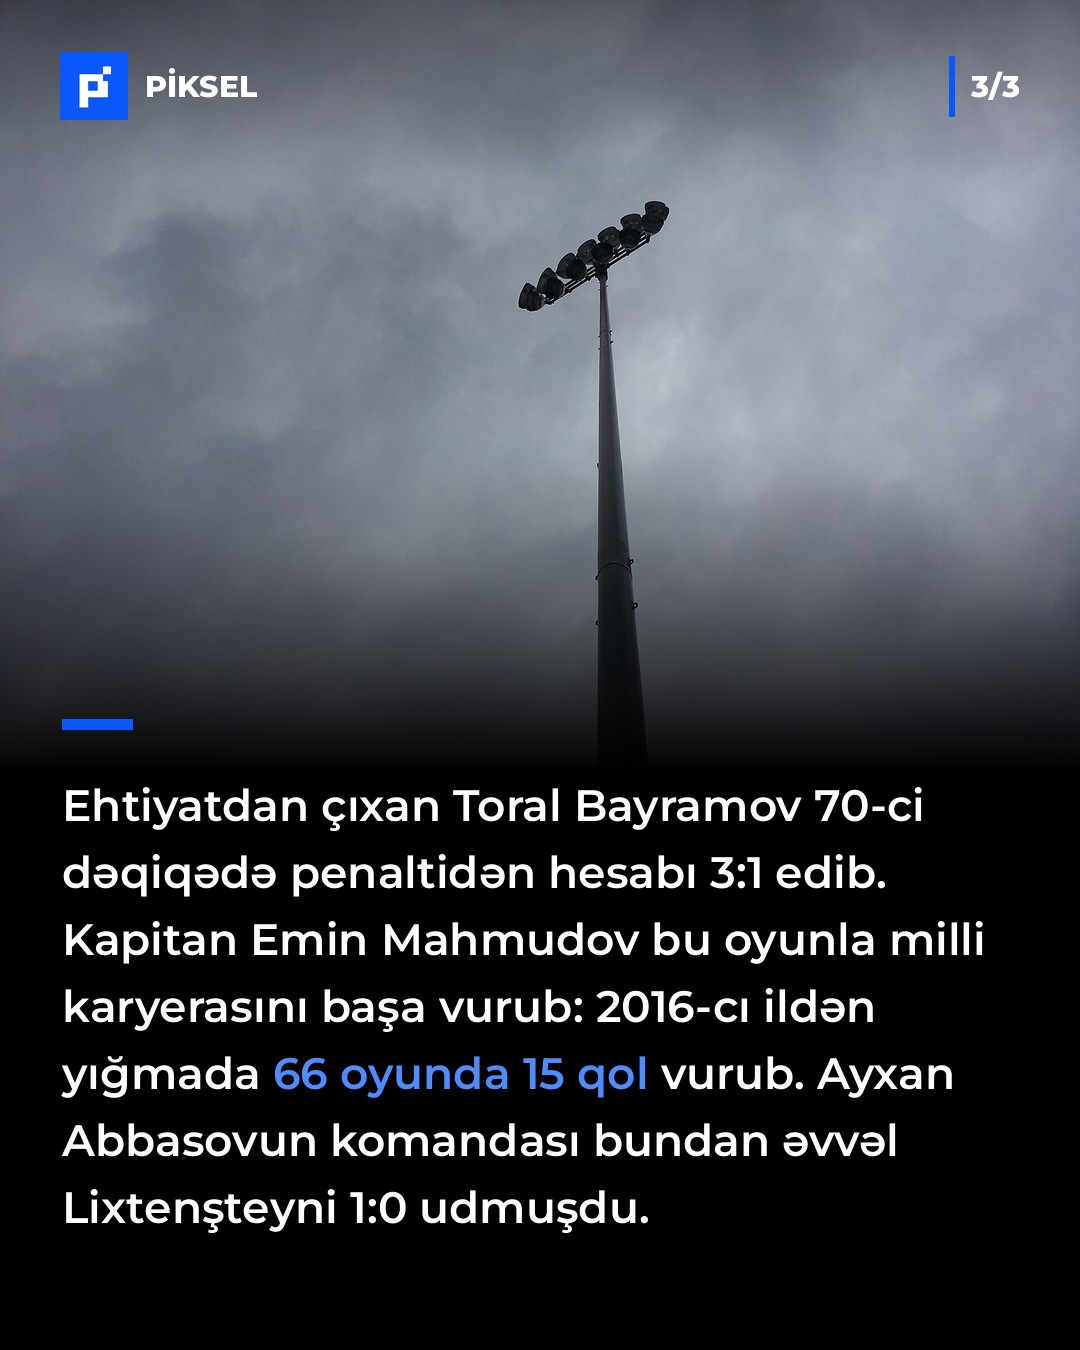 PİKSEL
3/3
Ehtiyatdan çıxan Toral Bayramov 70-ci
dəqiqədə penaltidən hesabı 3:1 edib.
Kapitan Emin Mahmudov bu oyunla milli
karyerasını başa vurub: 2016-cı ildən
yığmada 66 oyunda 15 qol vurub. Ayxan
Abbasovun komandası bundan əvvəl
Lixtenşteyni 1:0 udmuşdu.